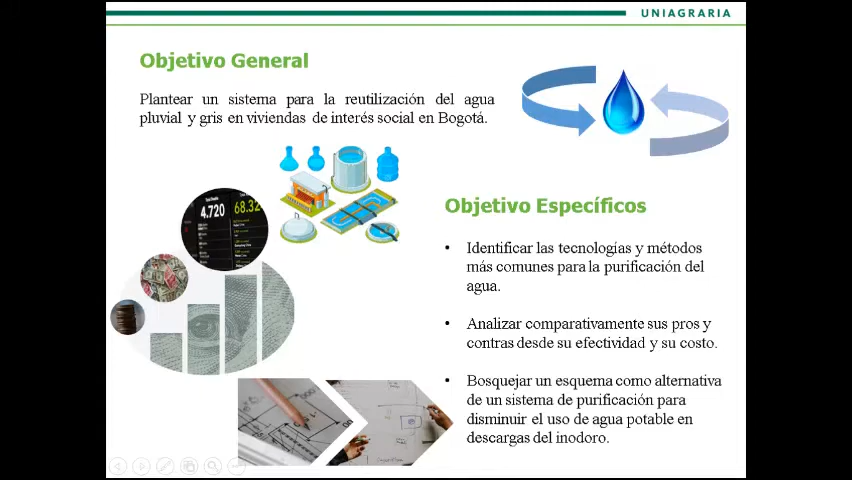 UNIAGRARIA
Objetivo General
Plantear un sistema para la reutilización del agua
pluvial y gris en viviendas de interés social en Bogotá.
4.720
68.32
Objetivo Específicos
• Identificar las tecnologías y métodos
más comunes para la purificación del
agua.
• Analizar comparativamente sus pros y
contras desde su efectividad y su costo.
• Bosquejar un esquema como alternativa
de un sistema de purificación para
disminuir el uso de agua potable en
descargas del inodoro.